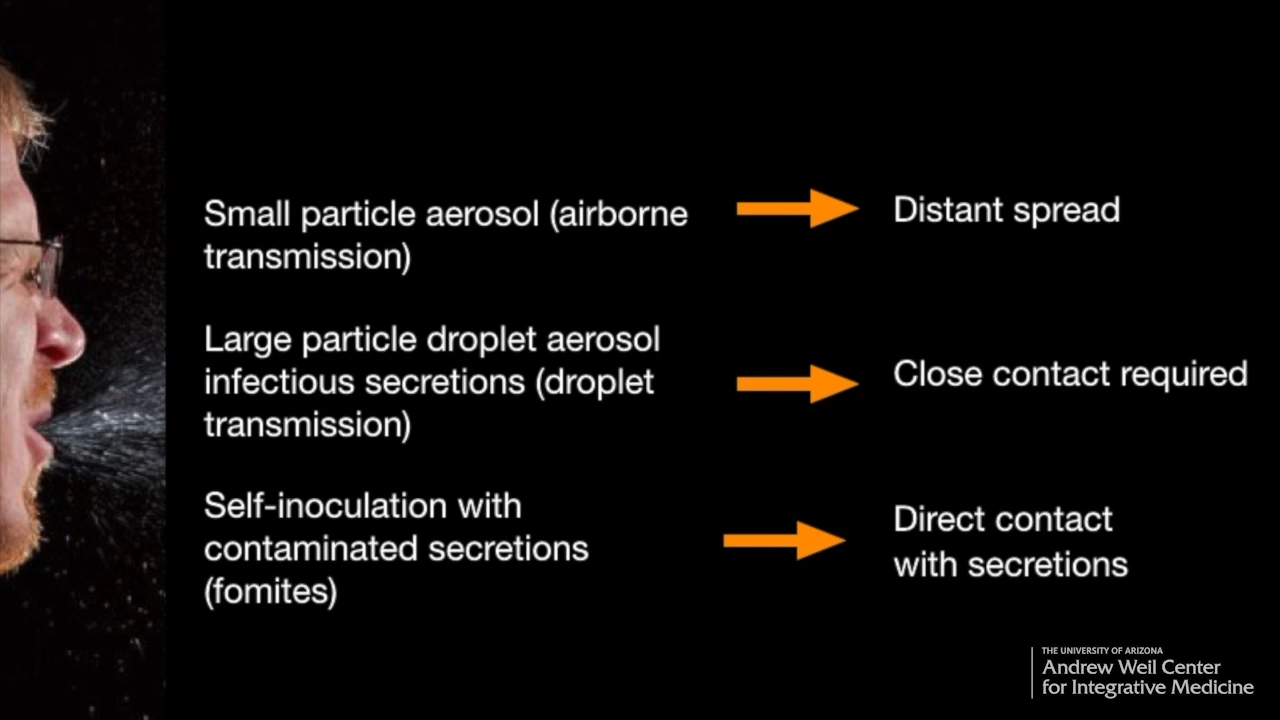 Small particle aerosol (airborne
transmission)
Distant spread
Large particle droplet aerosol
infectious secretions (droplet
transmission)
Close contact required
Self-inoculation with
contaminated secretions
(fomites)
Direct contact
with secretions
THE UNIVERSITY OF ARIZONA
Andrew Weil Center
for Integrative Medicine